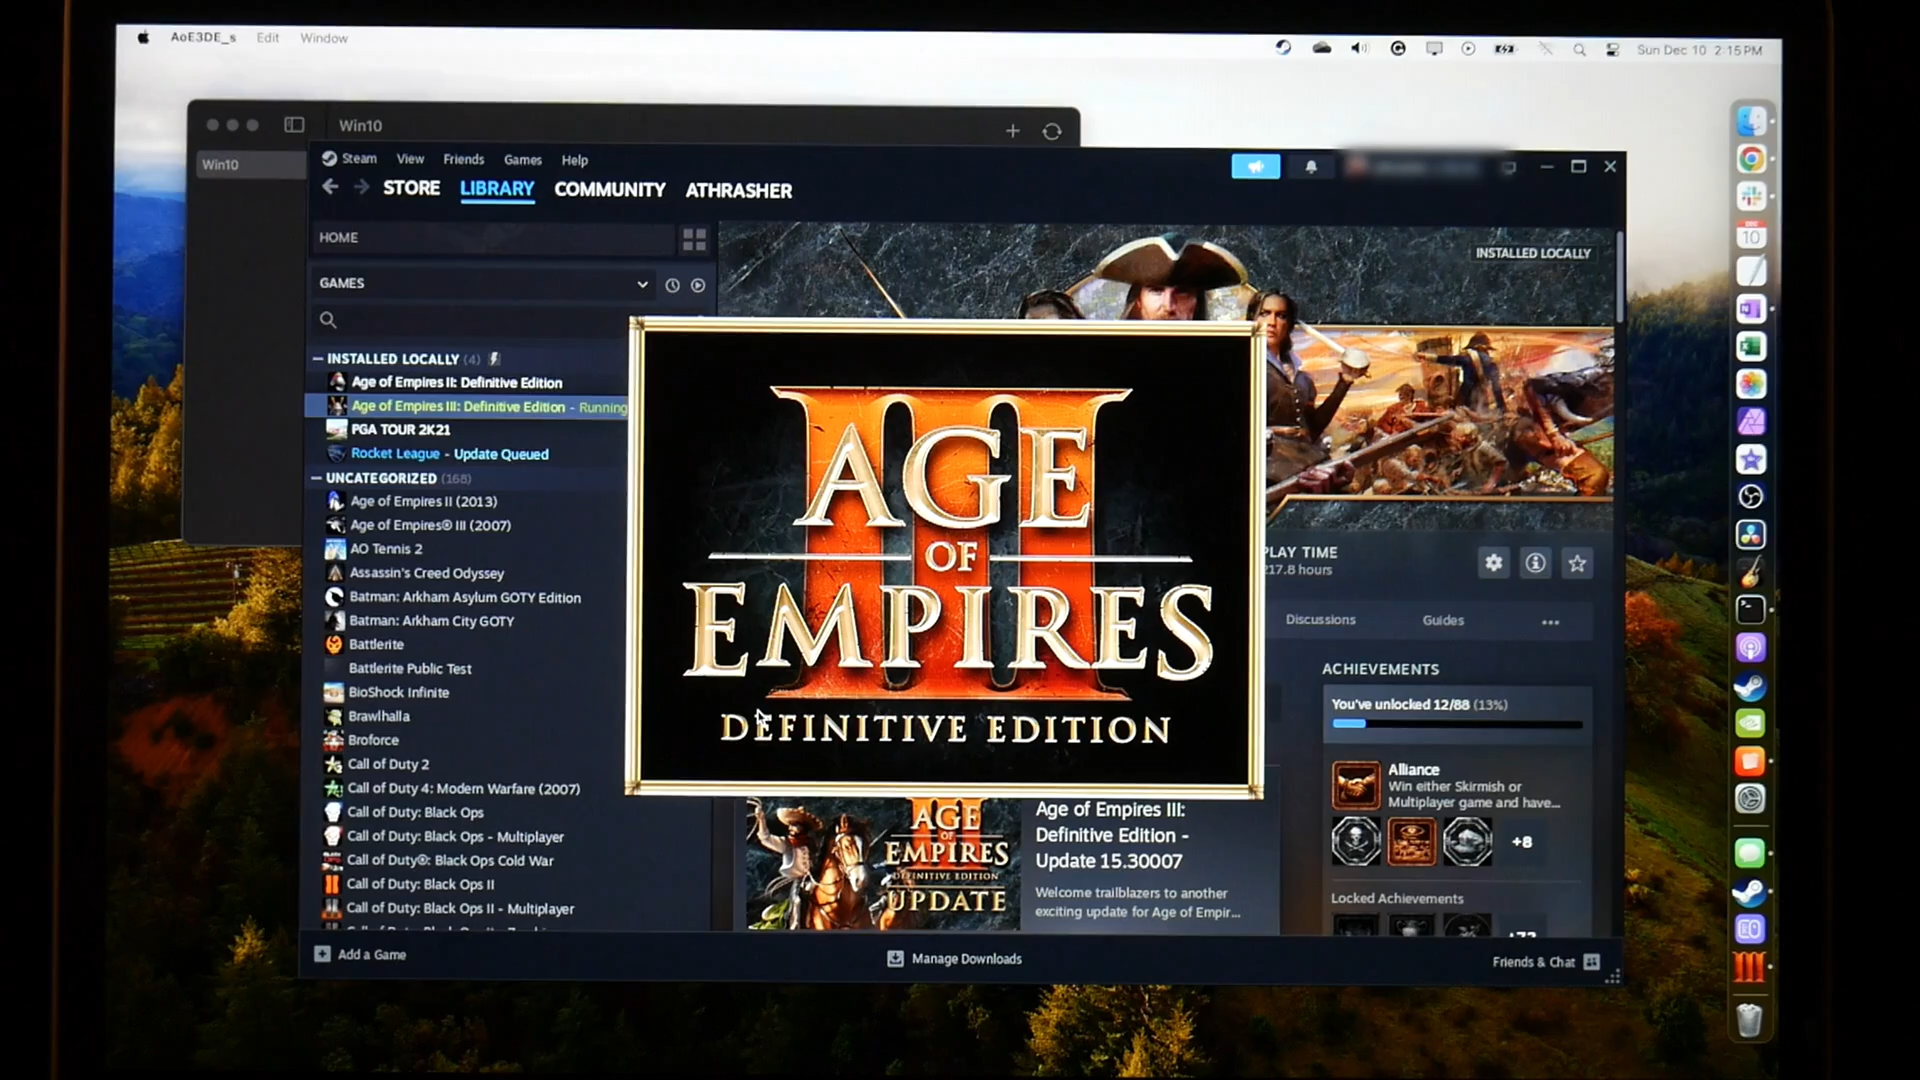 AoE3DE_s Edit Window
Sun Dec 10 2:15 PM
Win10
Win10
Steam View Friends Games Help
STORE LIBRARY COMMUNITY ATHRASHER
HOME
GAMES
INSTALLED LOCALLY (4)
Age of Empires II: Definitive Edition
Age of Empires III: Definitive Edition - Running
PGA TOUR 2K21
Rocket League - Update Queued
UNCATEGORIZED (168)
Age of Empires II (2013)
Age of Empires® III (2007)
AO Tennis 2
Assassin's Creed Odyssey
Batman: Arkham Asylum GOTY Edition
Batman: Arkham City GOTY
Battlerite
Battlerite Public Test
BioShock Infinite
Brawlhalla
Broforce
Call of Duty 2
Call of Duty 4: Modern Warfare (2007)
Call of Duty: Black Ops
Call of Duty: Black Ops - Multiplayer
Call of Duty®: Black Ops Cold War
Call of Duty: Black Ops II
Call of Duty: Black Ops II - Multiplayer
INSTALLED LOCALLY
III
AGE
OF
EMPIRES
DEFINITIVE EDITION
PLAY TIME
217.8 hours
Discussions Guides
ACHIEVEMENTS
You've unlocked 12/88 (13%)
Alliance
Win either Skirmish or
Multiplayer game and have...
+8
Locked Achievements
AGE
OF
EMPIRES
DEFINITIVE EDITION
UPDATE
Age of Empires III:
Definitive Edition -
Update 15.30007
Welcome trailblazers to another
exciting update for Age of Empir...
Add a Game
Manage Downloads
Friends & Chat
DEC
10